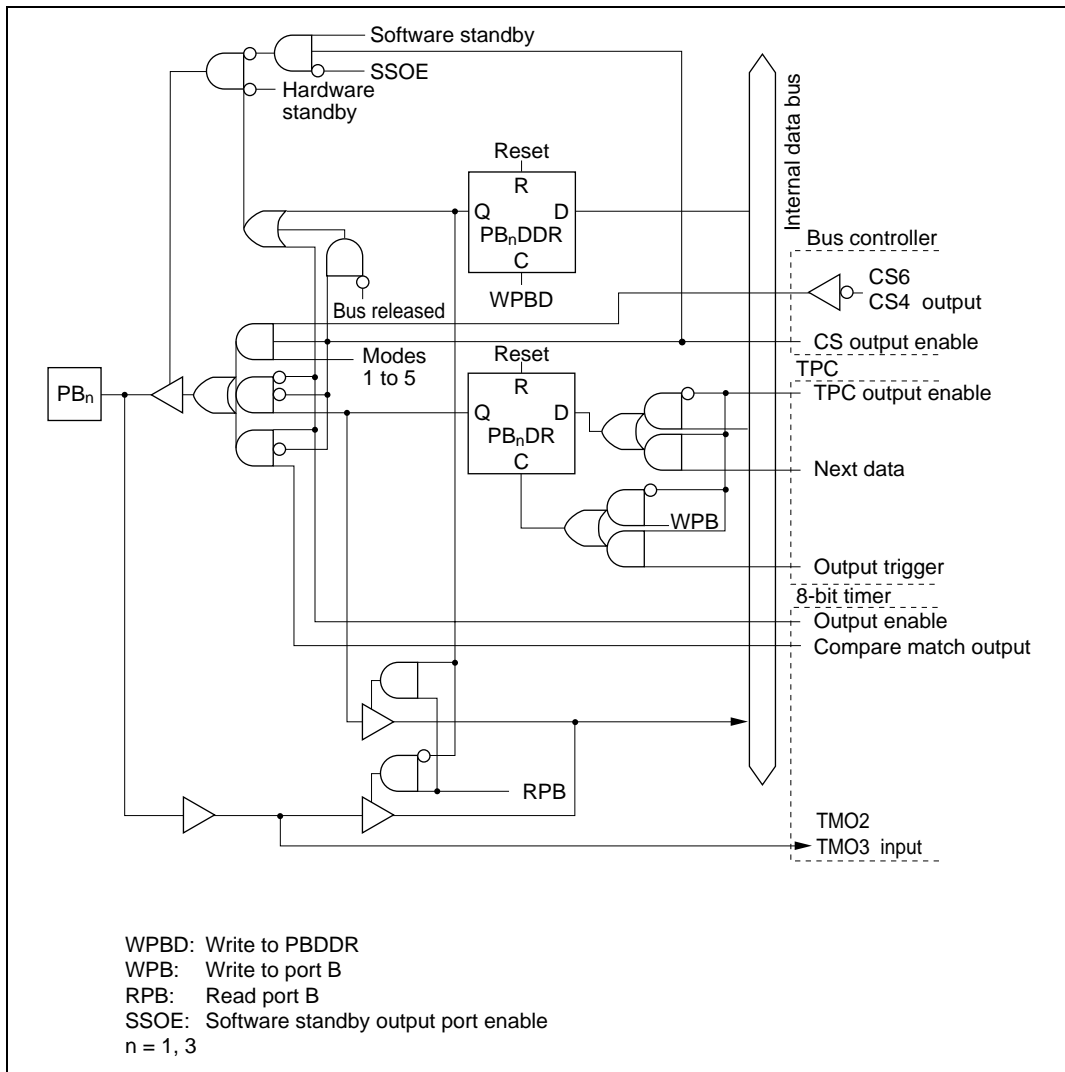 Software standby
SSOE
Hardware
standby
Internal data bus
Reset
R
Q D
PBnDDR
C
WPBD
Bus released
Bus controller
CS6
CS4 output
CS output enable
Modes
1 to 5
TPC
TPC output enable
Reset
R
Q D
PBnDR
C
PBn
Next data
WPB
Output trigger
8-bit timer
Output enable
Compare match output
RPB
TMO2
TMO3 input
WPBD: Write to PBDDR
WPB: Write to port B
RPB: Read port B
SSOE: Software standby output port enable
n = 1, 3